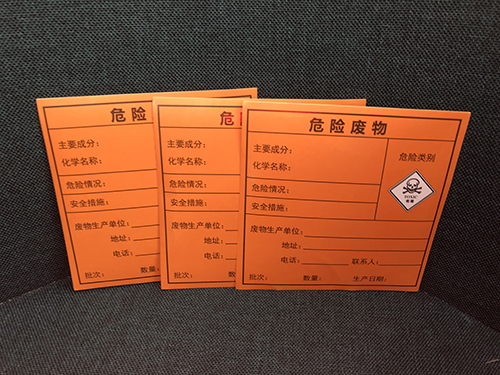 危险
主要成分：
化学名称：
危险情况：
安全措施：
废物生产单位：
地址：
电话：
批次： 数量：
危
主要成分：
化学名称：
危险情况：
安全措施：
废物生产单位：
地址：
电话：
批次： 数量：
危险废物
主要成分： 危险类别
化学名称：
危险情况：
TOXIC
安全措施：
废物生产单位：
地址：
电话： 联系人：
批次： 数量： 生产日期：